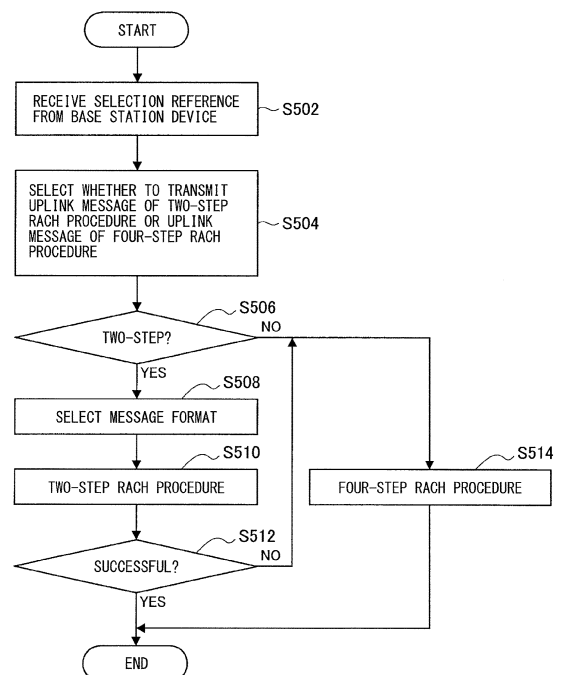 START
RECEIVE SELECTION REFERENCE
FROM BASE STATION DEVICE
S502
SELECT WHETHER TO TRANSMIT
UPLINK MESSAGE OF TWO-STEP
RACH PROCEDURE OR UPLINK
MESSAGE OF FOUR-STEP RACH
PROCEDURE
S504
S506
TWO-STEP?
NO
YES
S508
SELECT MESSAGE FORMAT
S510
TWO-STEP RACH PROCEDURE
S514
FOUR-STEP RACH PROCEDURE
S512
SUCCESSFUL?
NO
YES
END